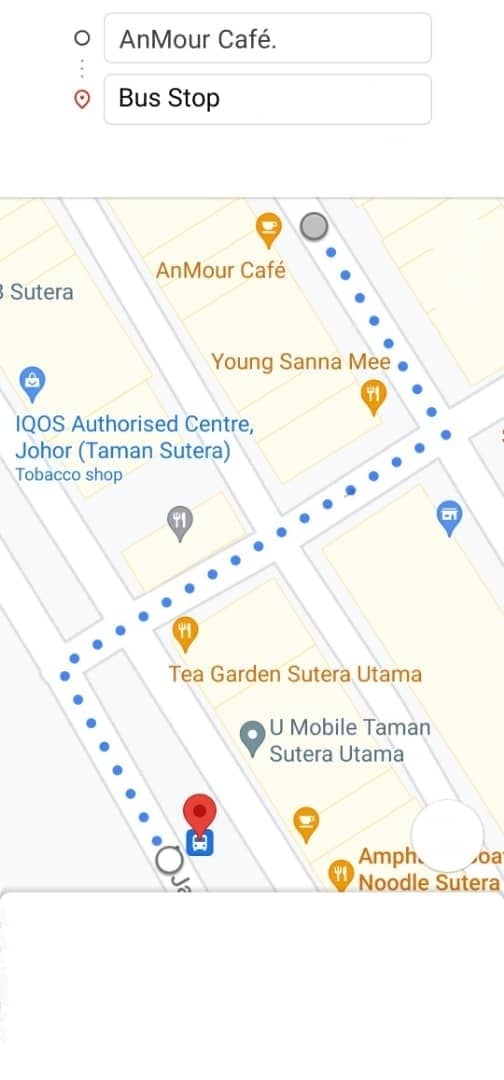 AnMour Café.
Bus Stop
AnMour Café
Sutera
Young Sanna Mee
IQOS Authorised Centre,
Johor (Taman Sutera)
Tobacco shop
Tea Garden Sutera Utama
U Mobile Taman
Sutera Utama
Noodle Sutera